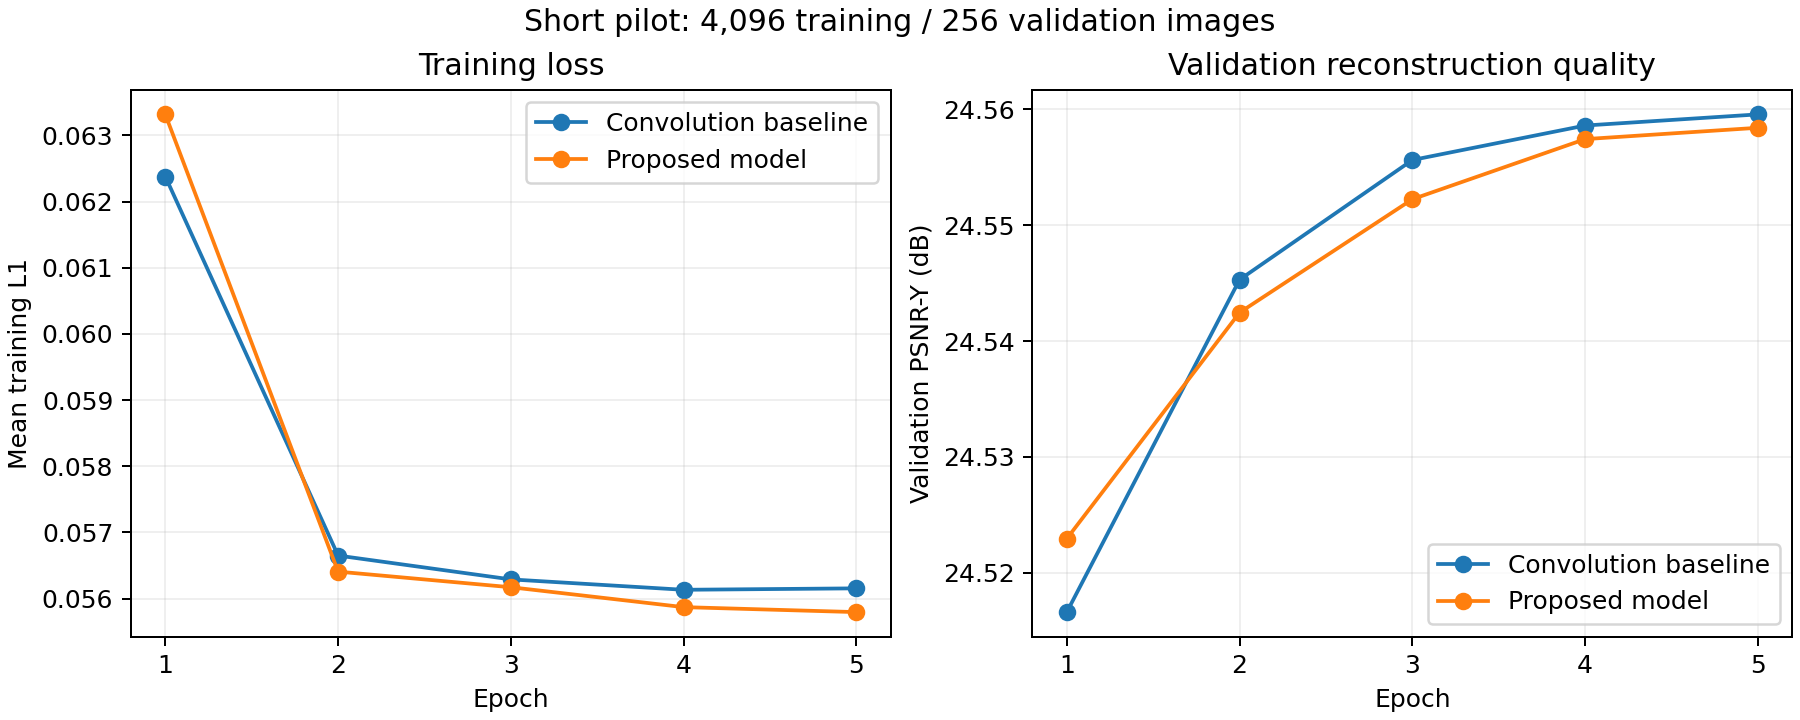 Short pilot: 4,096 training / 256 validation images
Training loss
Mean training L1
0.063
0.062
0.061
0.060
0.059
0.058
0.057
0.056
Convolution baseline
Proposed model
1 2 3 4 5
Epoch
Validation reconstruction quality
Validation PSNR-Y (dB)
24.56
24.55
24.54
24.53
24.52
Convolution baseline
Proposed model
1 2 3 4 5
Epoch